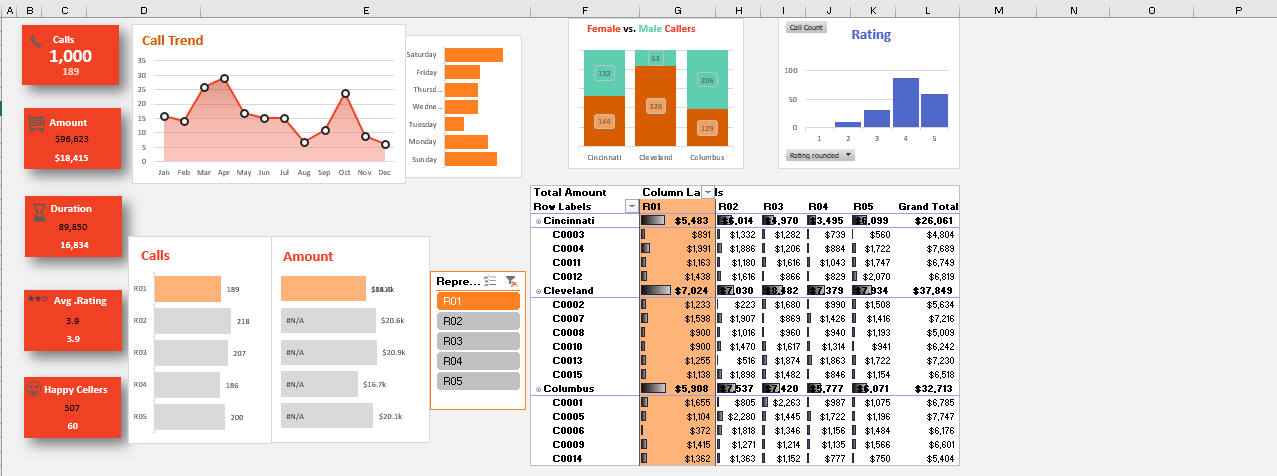 A B C D E F G H I J K L M N O P
Calls
1,000
189
Amount
$96,623
$18,415
Duration
89,850
16,834
Avg .Rating
3.9
3.9
Happy Cellers
307
60
Call Trend
35
30
25
20
15
10
5
0
Jan Feb Mar Apr May Jun Jul Aug Sep Oct Nov Dec
Saturday
Friday
Thursd...
Wedne...
Tuesday
Monday
Sunday
Female vs. Male Callers
132 63 206
144 326 129
Cincinnati Cleveland Columbus
Call Count
Rating
100
50
0
1 2 3 4 5
Rating rounded
Calls
R01 189
R02 218
R03 207
R04 186
R05 200
Amount
#N/A $20.6k
#N/A $20.9k
#N/A $16.7k
#N/A $20.1k
Repre...
R01
R02
R03
R04
R05
Total Amount Column La ls
Row Labels R01 R02 R03 R04 R05 Grand Total
Cincinnati $5,483 $6,014 $4,970 $3,495 $6,099 $26,061
C0003 $891 $1,332 $1,282 $739 $560 $4,804
C0004 $1,991 $1,886 $1,206 $884 $1,722 $7,689
C0011 $1,163 $1,180 $1,616 $1,043 $1,747 $6,749
C0012 $1,438 $1,616 $866 $829 $2,070 $6,819
Cleveland $7,024 $7,030 $8,482 $7,379 $7,934 $37,849
C0002 $1,233 $223 $1,680 $990 $1,508 $5,634
C0007 $1,598 $1,907 $869 $1,426 $1,416 $7,216
C0008 $900 $1,016 $960 $940 $1,193 $5,009
C0010 $900 $1,470 $1,617 $1,314 $941 $6,242
C0013 $1,255 $516 $1,874 $1,863 $1,722 $7,230
C0015 $1,138 $1,898 $1,482 $846 $1,154 $6,518
Columbus $5,908 $7,537 $7,420 $5,777 $6,071 $32,713
C0001 $1,655 $805 $2,263 $987 $1,075 $6,785
C0005 $1,104 $2,280 $1,445 $1,722 $1,196 $7,747
C0006 $372 $1,818 $1,346 $1,156 $1,484 $6,176
C0009 $1,415 $1,271 $1,214 $1,135 $1,566 $6,601
C0014 $1,362 $1,363 $1,152 $777 $750 $5,404